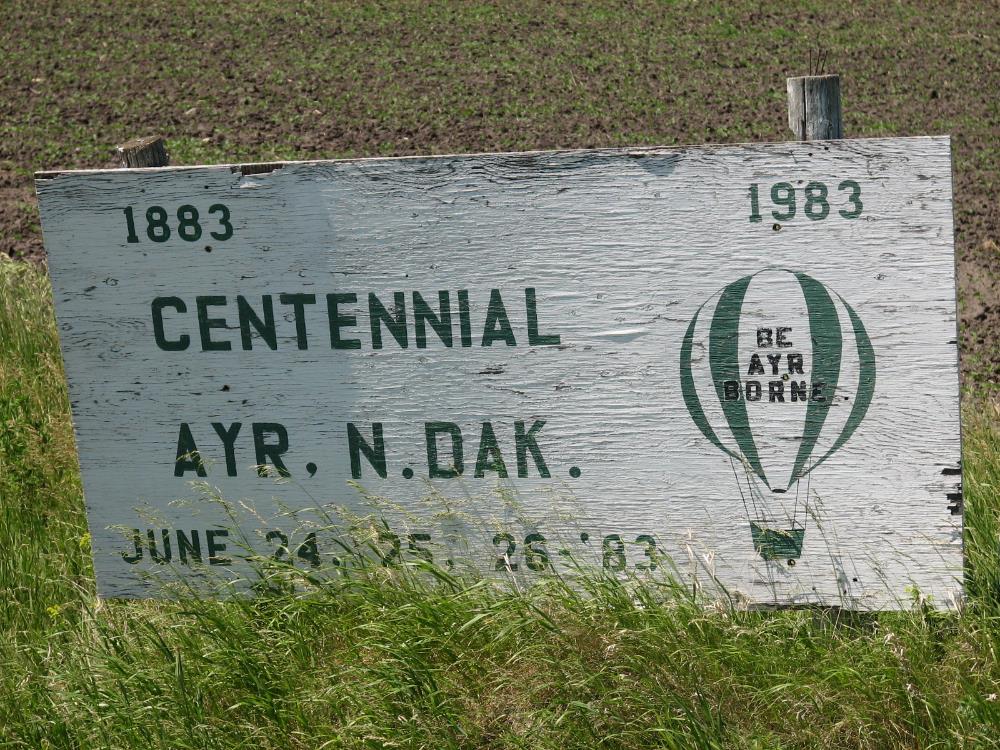 1883
1983
CENTENNIAL
AYR, N.DAK.
JUNE 24, 25, 26 '83
BE
AYR
BORNE.